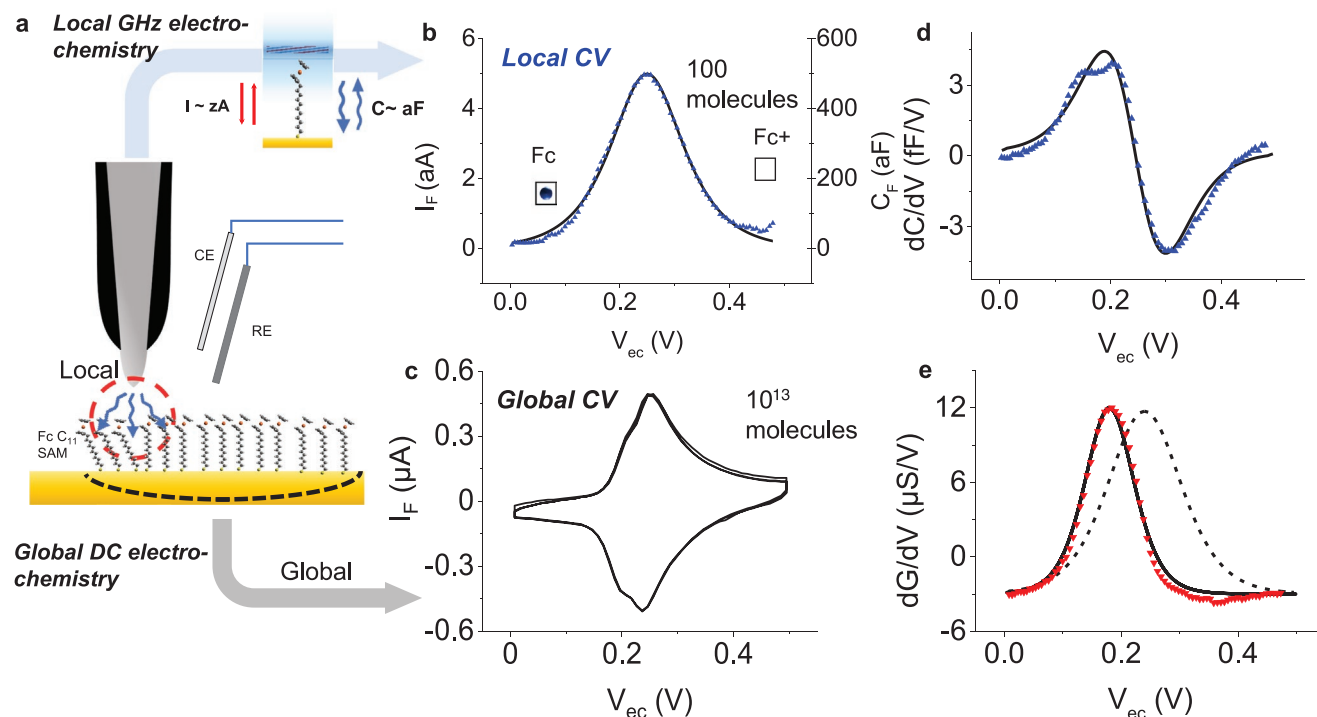 a
Local GHz electro-
chemistry
I ~ zA
C~ aF
CE
RE
Local
Fc C₁₁
SAM
Global DC electro-
chemistry
Global
b
Local CV
100
molecules
Fc
Fc+
6
4
2
0
I_F (aA)
600
400
200
0
C_F (aF)
0.0 0.2 0.4
V_ec (V)
c
Global CV
10¹³
molecules
0.6
0.3
0
-0.3
-0.6
I_F (µA)
0 0.2 0.4
V_ec (V)
d
3
0
-3
dC/dV (fF/V)
0.0 0.2 0.4
V_ec (V)
e
12
6
0
-6
dG/dV (µS/V)
0.0 0.2 0.4
V_ec (V)